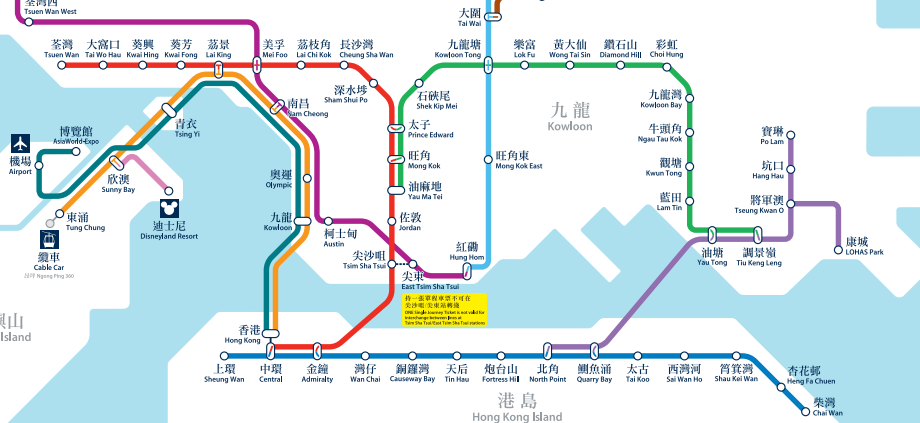 荃灣西
Tsuen Wan West
大圍
Tai Wai
荃灣
Tsuen Wan
大窩口
Tai Wo Hau
葵興
Kwai Hing
葵芳
Kwai Fong
荔景
Lai King
美孚
Mei Foo
荔枝角
Lai Chi Kok
長沙灣
Cheung Sha Wan
九龍塘
Kowloon Tong
樂富
Lok Fu
黃大仙
Wong Tai Sin
鑽石山
Diamond Hill
彩虹
Choi Hung
深水埗
Sham Shui Po
石硤尾
Shek Kip Mei
九龍
Kowloon
九龍灣
Kowloon Bay
南昌
Nam Cheong
青衣
Tsing Yi
太子
Prince Edward
牛頭角
Ngau Tau Kok
寶琳
Po Lam
博覽館
AsiaWorld-Expo
機場
Airport
欣澳
Sunny Bay
旺角
Mong Kok
旺角東
Mong Kok East
觀塘
Kwun Tong
坑口
Hang Hau
奧運
Olympic
油麻地
Yau Ma Tei
藍田
Lam Tin
將軍澳
Tseung Kwan O
東涌
Tung Chung
迪士尼
Disneyland Resort
九龍
Kowloon
柯士甸
Austin
佐敦
Jordan
纜車
Cable Car
昂坪 Ngong Ping 360
尖沙咀
Tsim Sha Tsui
尖東
East Tsim Sha Tsui
紅磡
Hung Hom
油塘
Yau Tong
調景嶺
Tiu Keng Leng
康城
LOHAS Park
持一張單程車票不可在
尖沙咀/尖東站轉綫
ONE Single Journey Ticket is not valid for
interchange between lines at
Tsim Sha Tsui/East Tsim Sha Tsui stations
山
Island
香港
Hong Kong
上環
Sheung Wan
中環
Central
金鐘
Admiralty
灣仔
Wan Chai
銅鑼灣
Causeway Bay
天后
Tin Hau
炮台山
Fortress Hill
北角
North Point
鰂魚涌
Quarry Bay
太古
Tai Koo
西灣河
Sai Wan Ho
筲箕灣
Shau Kei Wan
杏花邨
Heng Fa Chuen
柴灣
Chai Wan
港島
Hong Kong Island